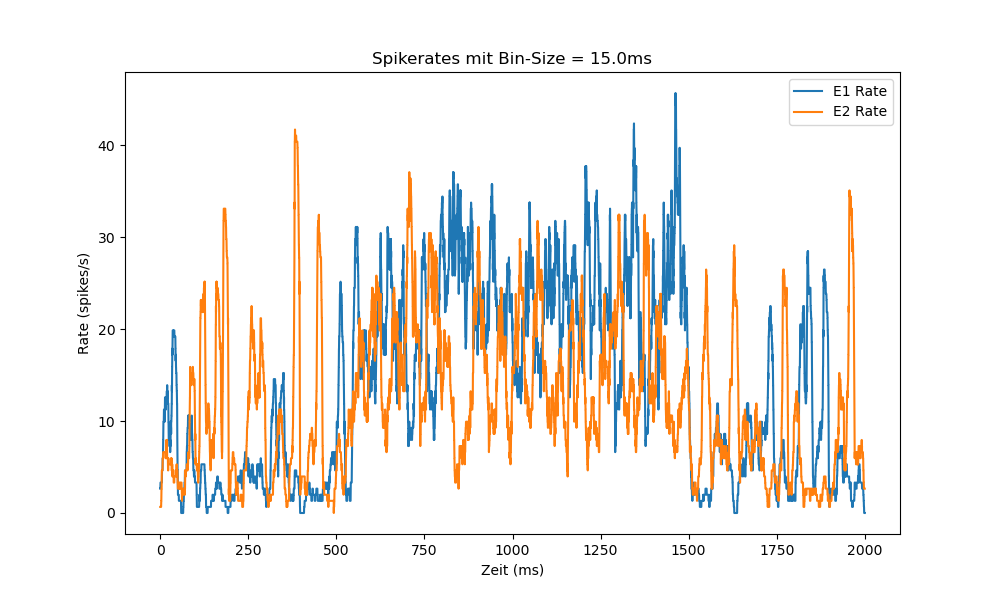 Spikerates mit Bin-Size = 15.0ms
E1 Rate
E2 Rate
Rate (spikes/s)
40
30
20
10
0
0 250 500 750 1000 1250 1500 1750 2000
Zeit (ms)